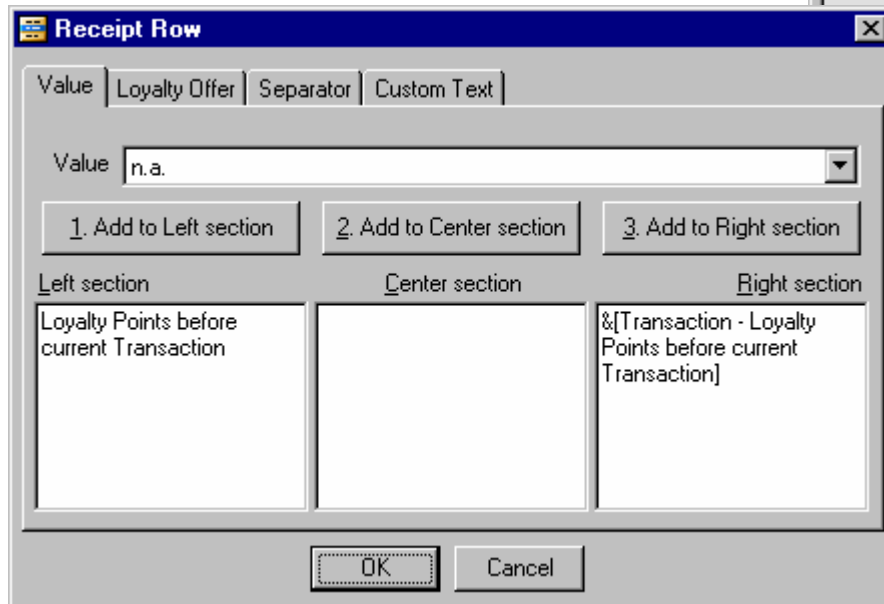 Receipt Row
Value Loyalty Offer Separator Custom Text
Value n.a.
1. Add to Left section 2. Add to Center section 3. Add to Right section
Left section Center section Right section
Loyalty Points before
current Transaction
&[Transaction - Loyalty
Points before current
Transaction]
OK Cancel